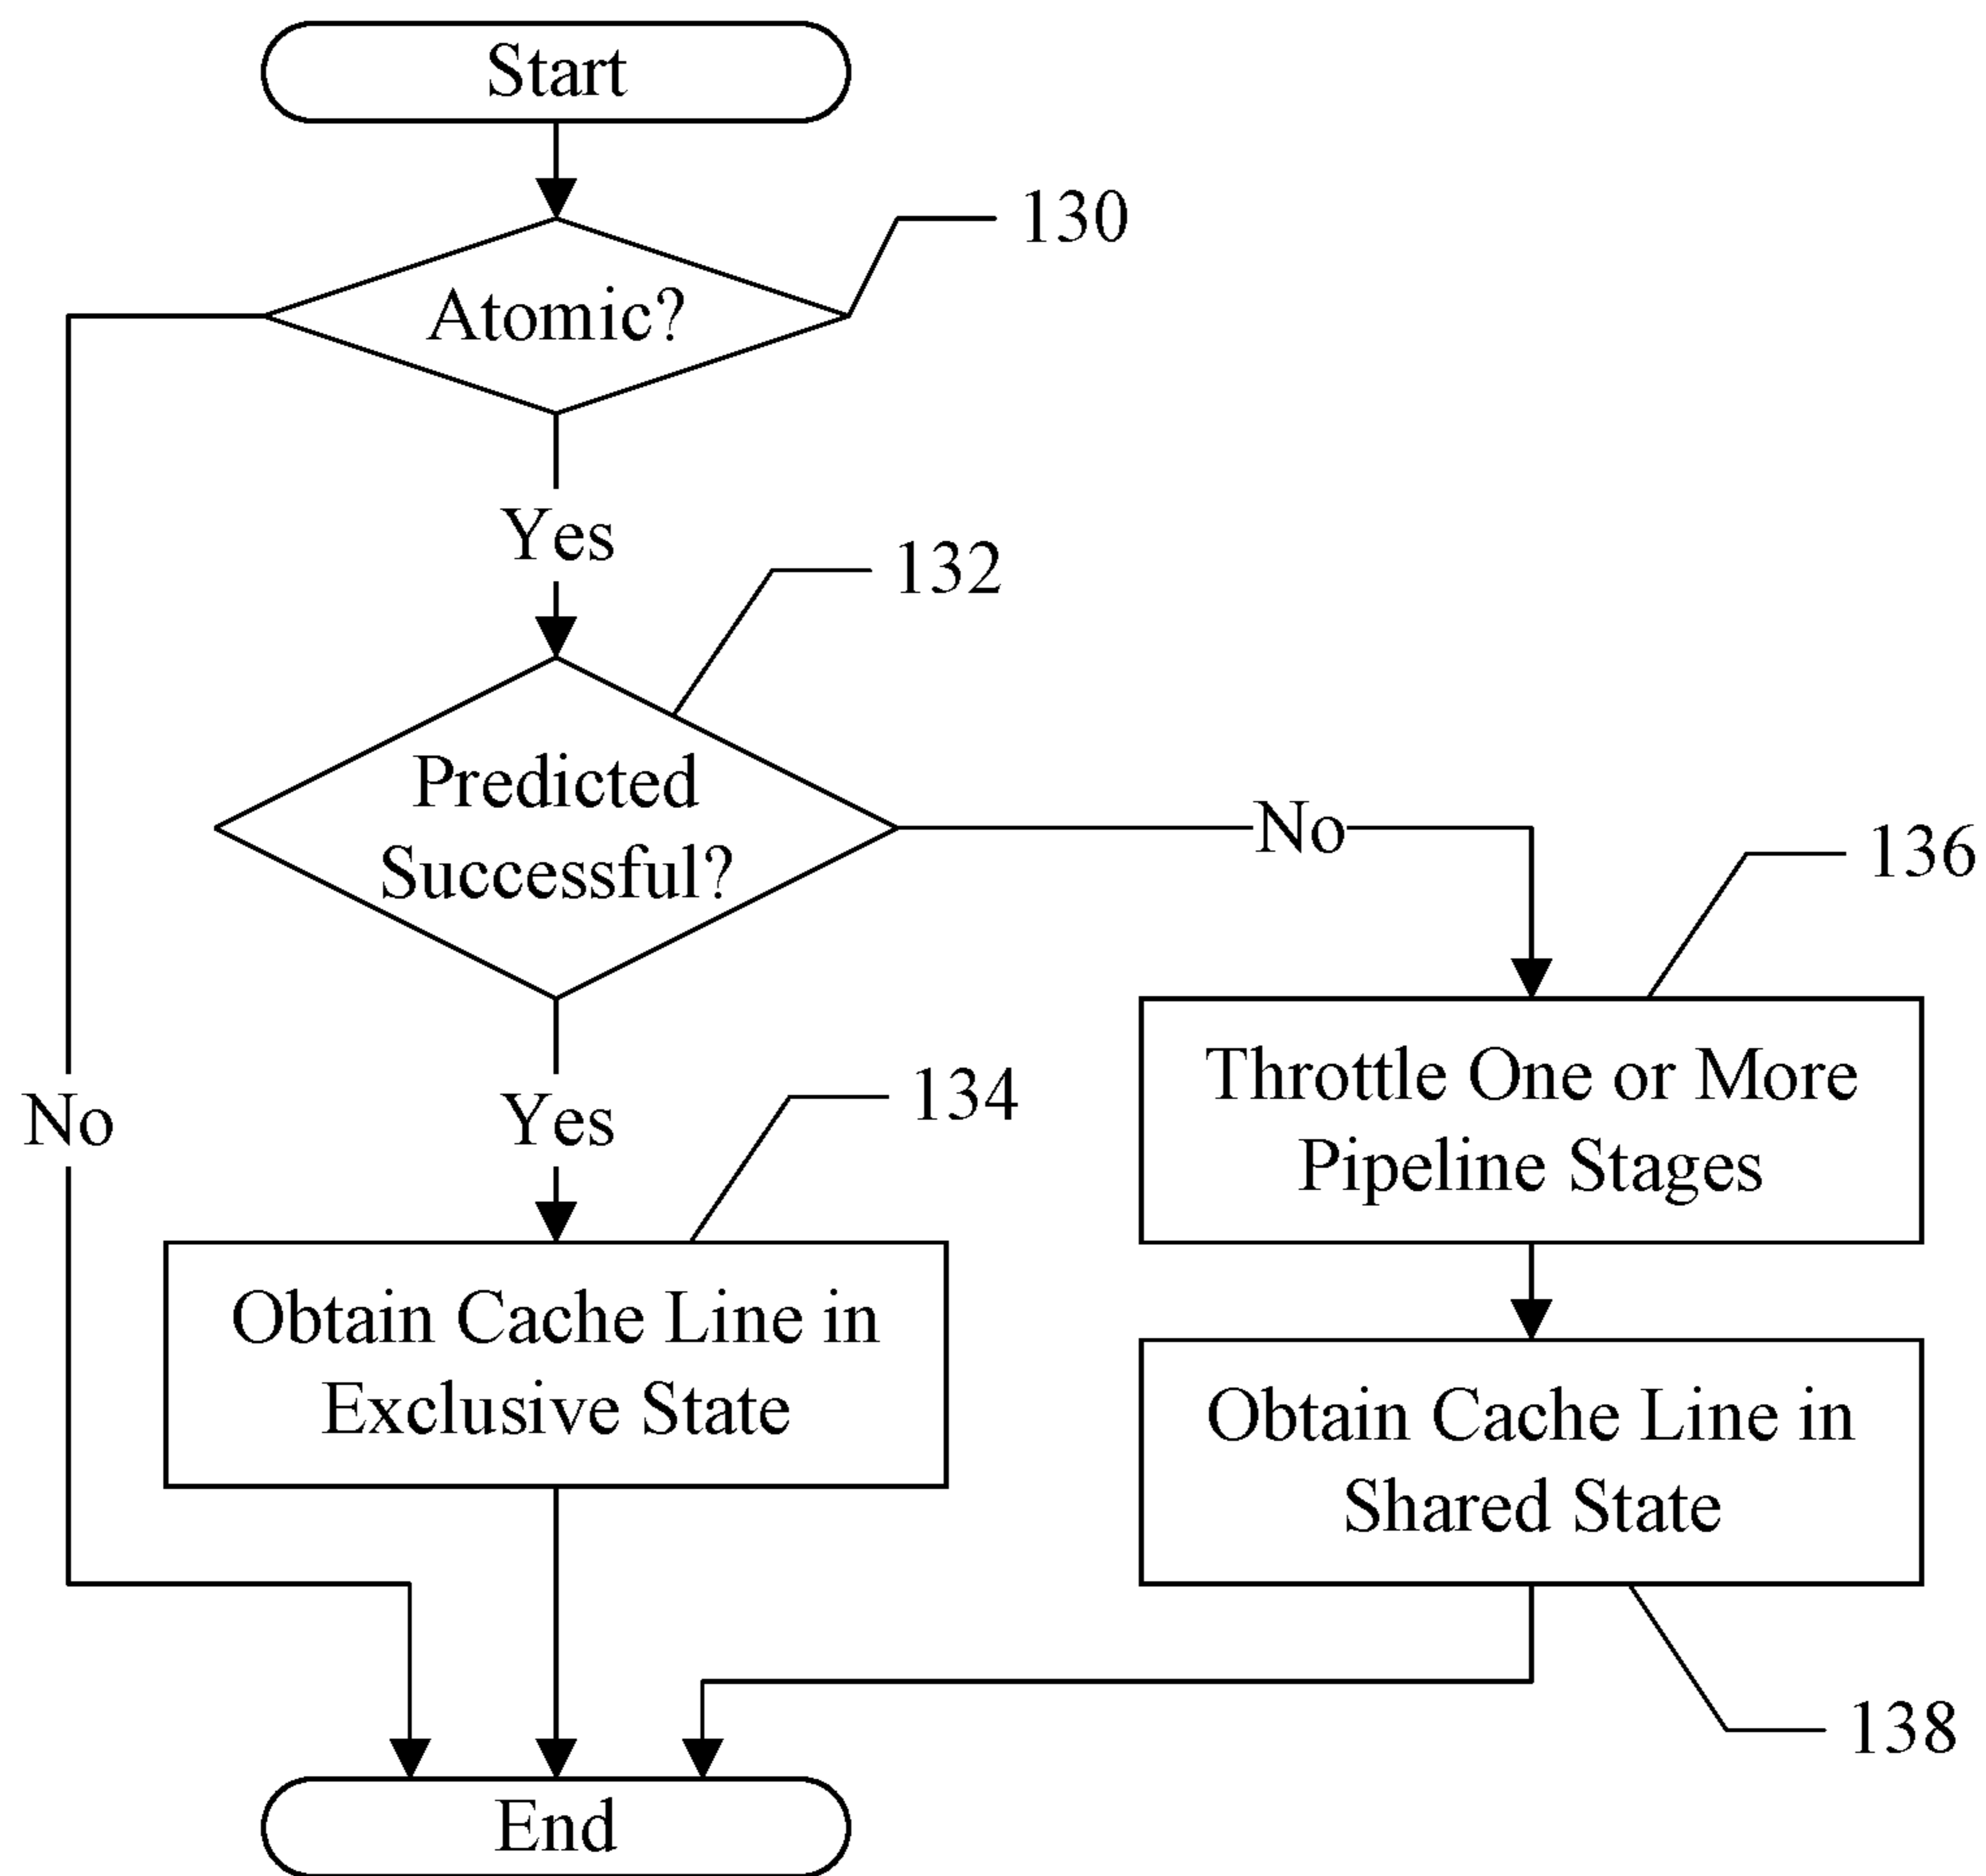 Start
130
Atomic?
Yes
132
Predicted
Successful?
No
136
Throttle One or More
Pipeline Stages
No
Yes
134
Obtain Cache Line in
Exclusive State
Obtain Cache Line in
Shared State
138
End